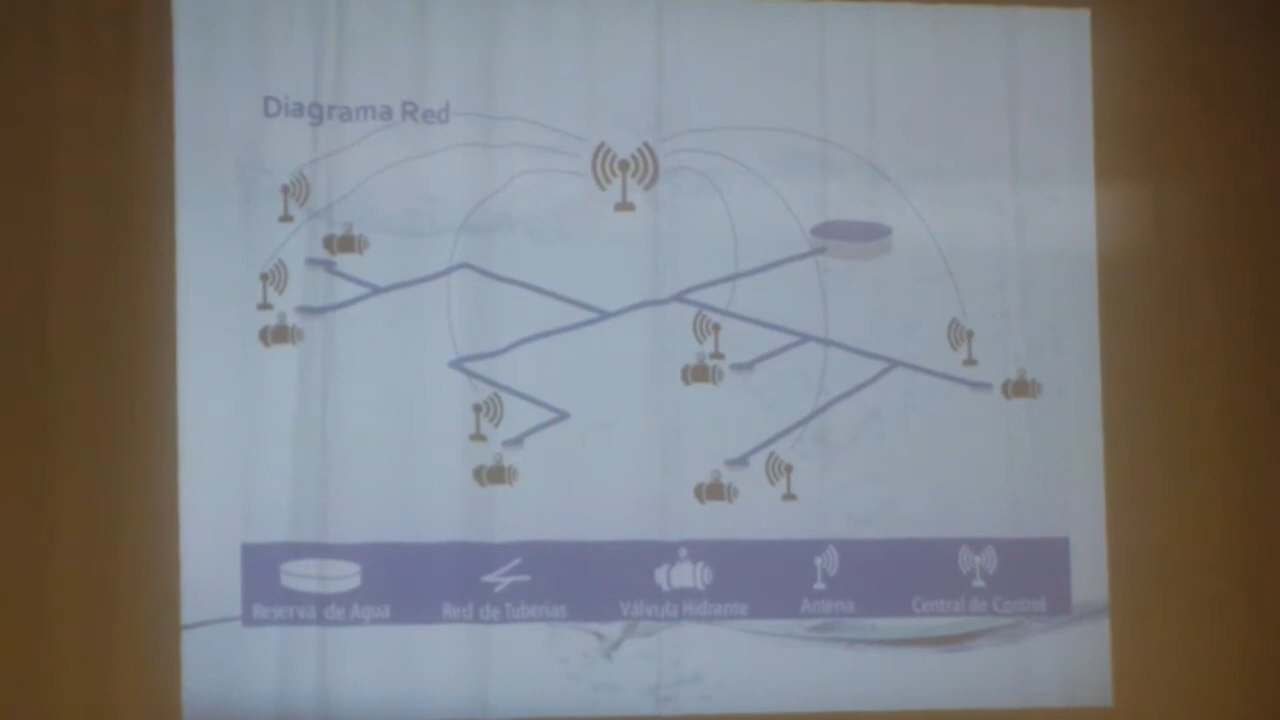 Diagrama Red
Reserva de Agua
Red de Tuberias
Válvula Hidrante
Antena
Central de Control